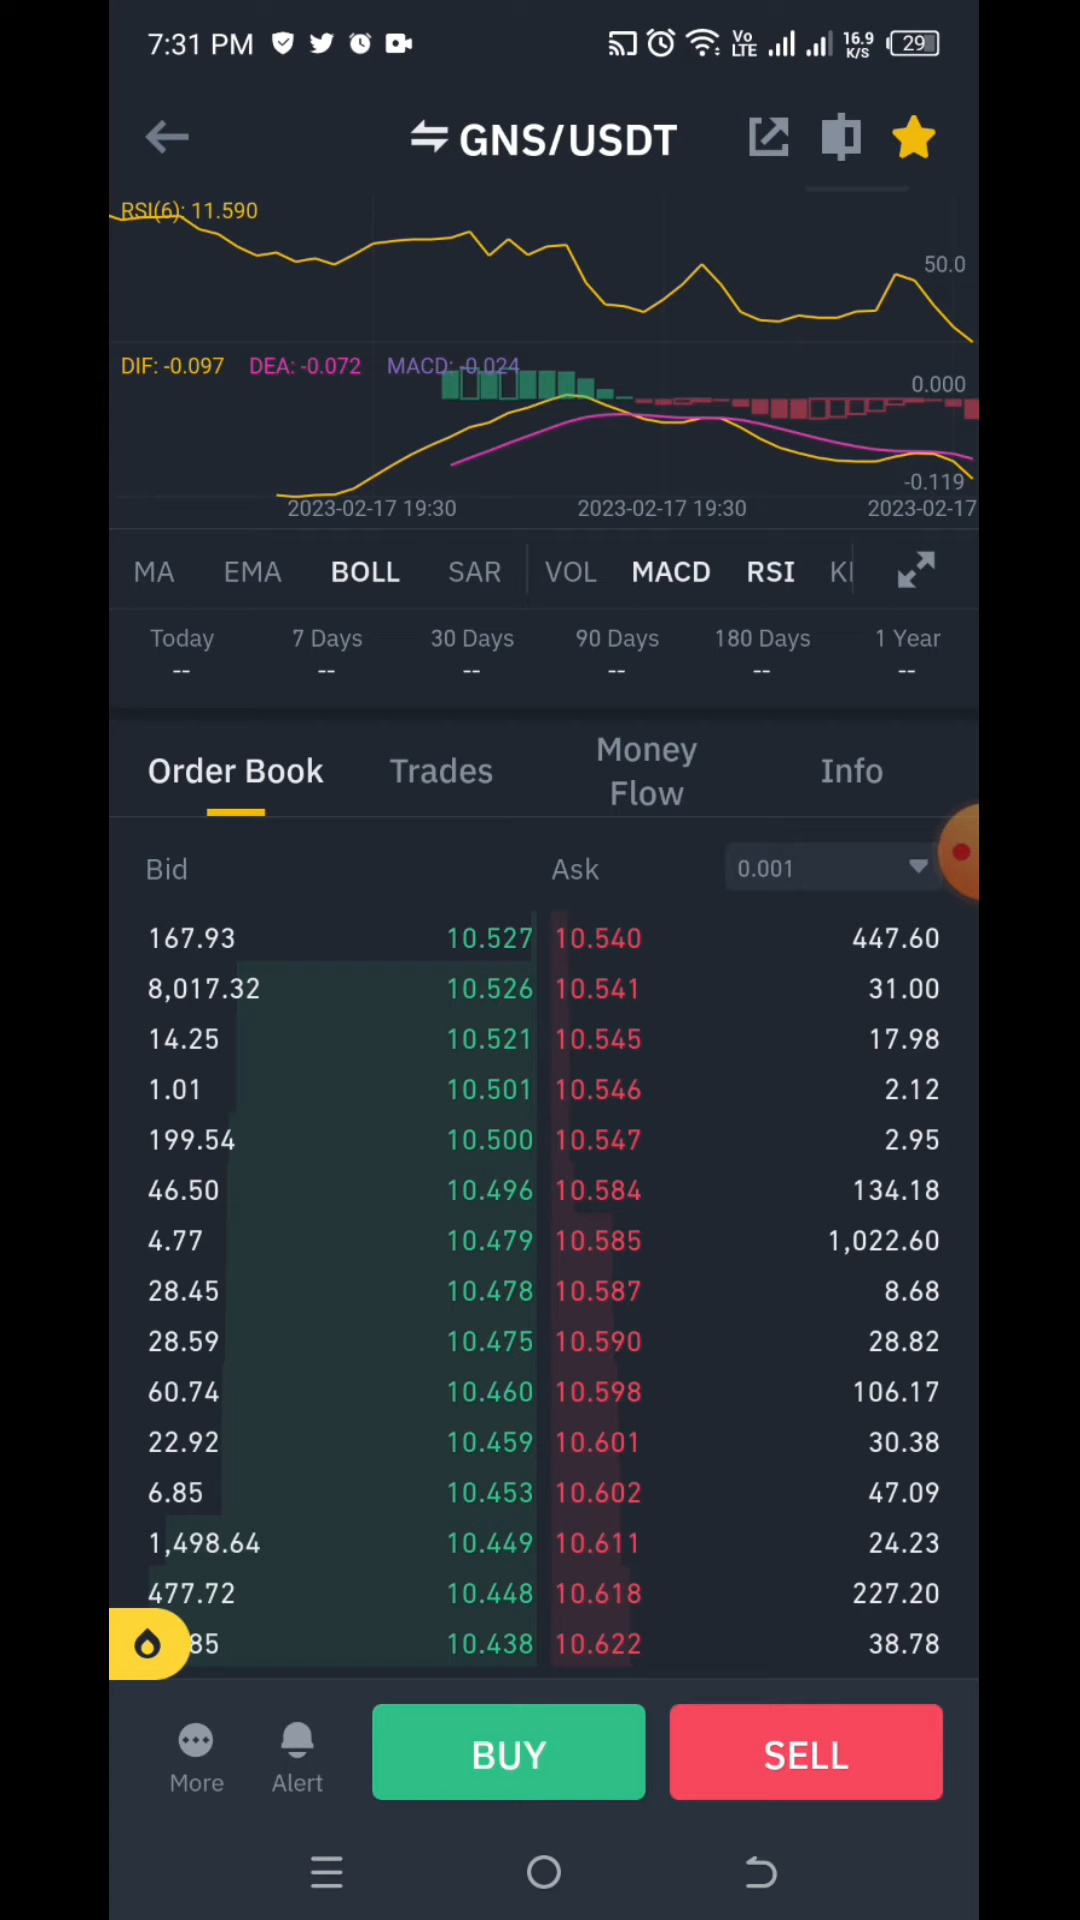 7:31 PM
Vo LTE 16.9 K/S 29
GNS/USDT
RSI(6): 11.590
50.0
DIF: -0.097 DEA: -0.072 MACD: -0.024
0.000
-0.119
2023-02-17 19:30 2023-02-17 19:30 2023-02-17
MA EMA BOLL SAR VOL MACD RSI
Today 7 Days 30 Days 90 Days 180 Days 1 Year
-- -- -- -- -- --
Order Book Trades Money Flow Info
Bid Ask 0.001
167.93 10.527 10.540 447.60
8,017.32 10.526 10.541 31.00
14.25 10.521 10.545 17.98
1.01 10.501 10.546 2.12
199.54 10.500 10.547 2.95
46.50 10.496 10.584 134.18
4.77 10.479 10.585 1,022.60
28.45 10.478 10.587 8.68
28.59 10.475 10.590 28.82
60.74 10.460 10.598 106.17
22.92 10.459 10.601 30.38
6.85 10.453 10.602 47.09
1,498.64 10.449 10.611 24.23
477.72 10.448 10.618 227.20
85 10.438 10.622 38.78
More Alert BUY SELL